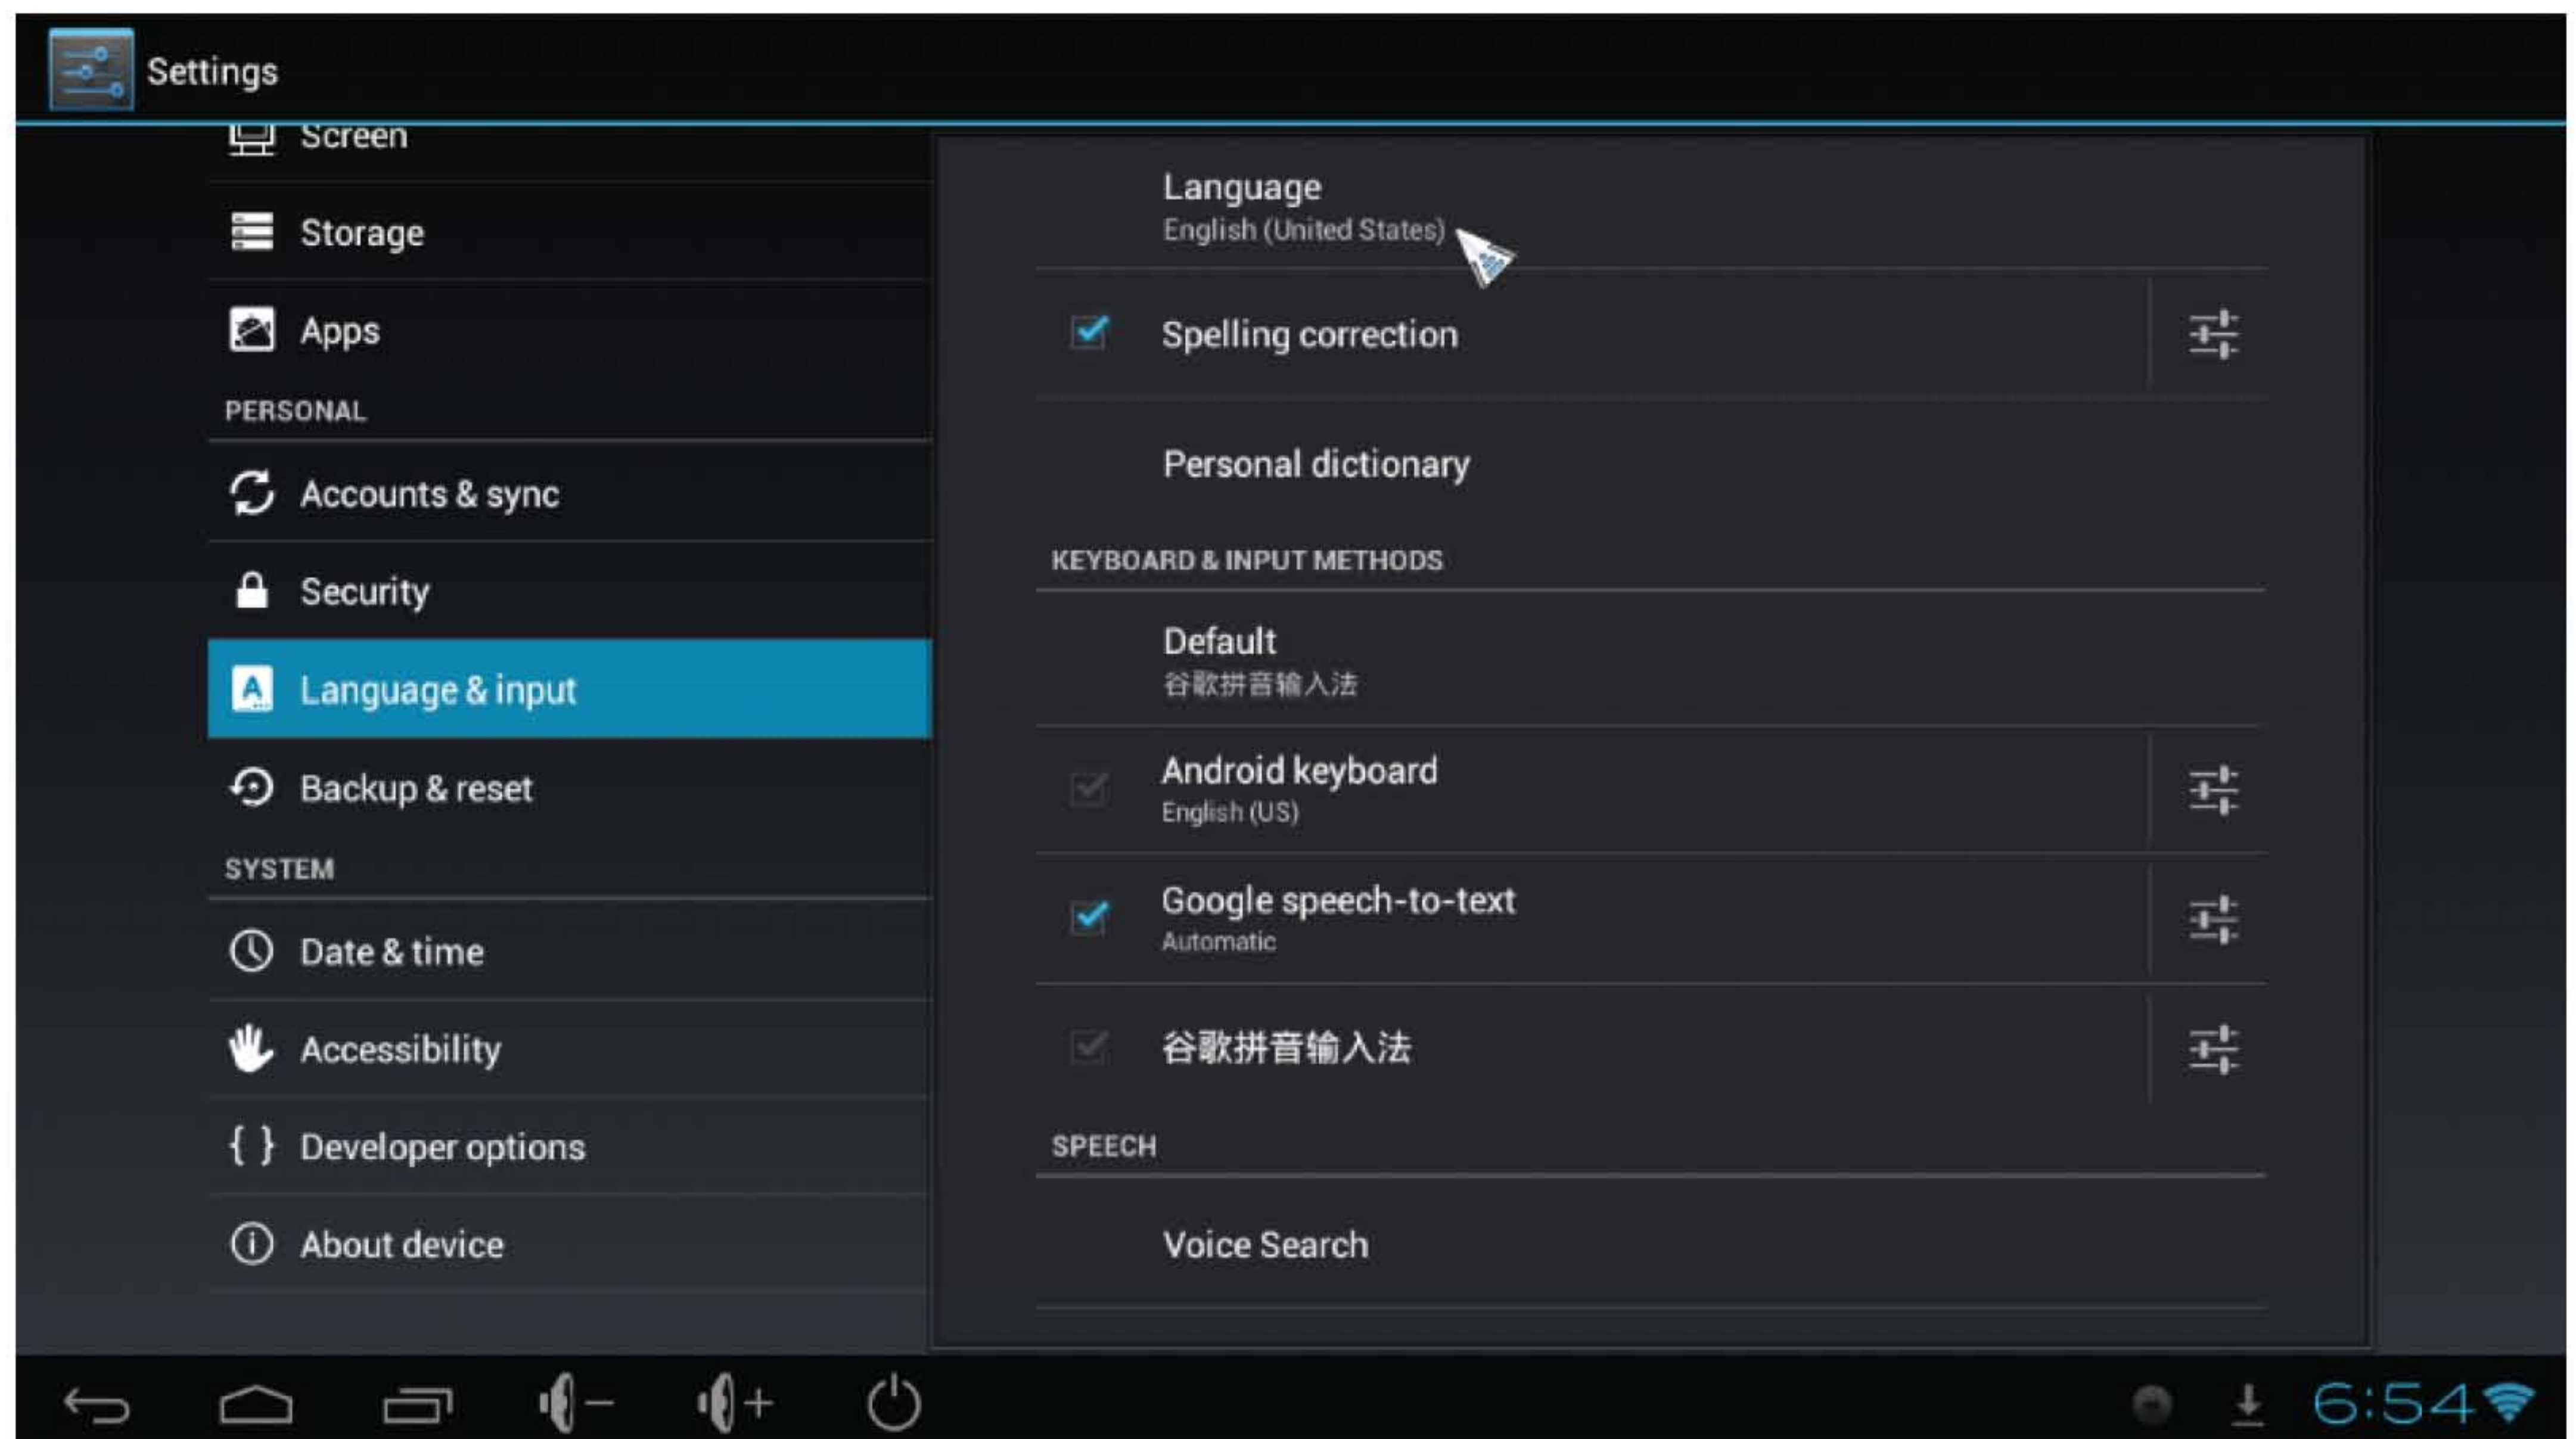 Settings
Screen
Storage
Apps
PERSONAL
Accounts & sync
Security
Language & input
Backup & reset
SYSTEM
Date & time
Accessibility
{ } Developer options
About device
Language
English (United States)
Spelling correction
Personal dictionary
KEYBOARD & INPUT METHODS
Default
谷歌拼音输入法
Android keyboard
English (US)
Google speech-to-text
Automatic
谷歌拼音输入法
SPEECH
Voice Search
6:54